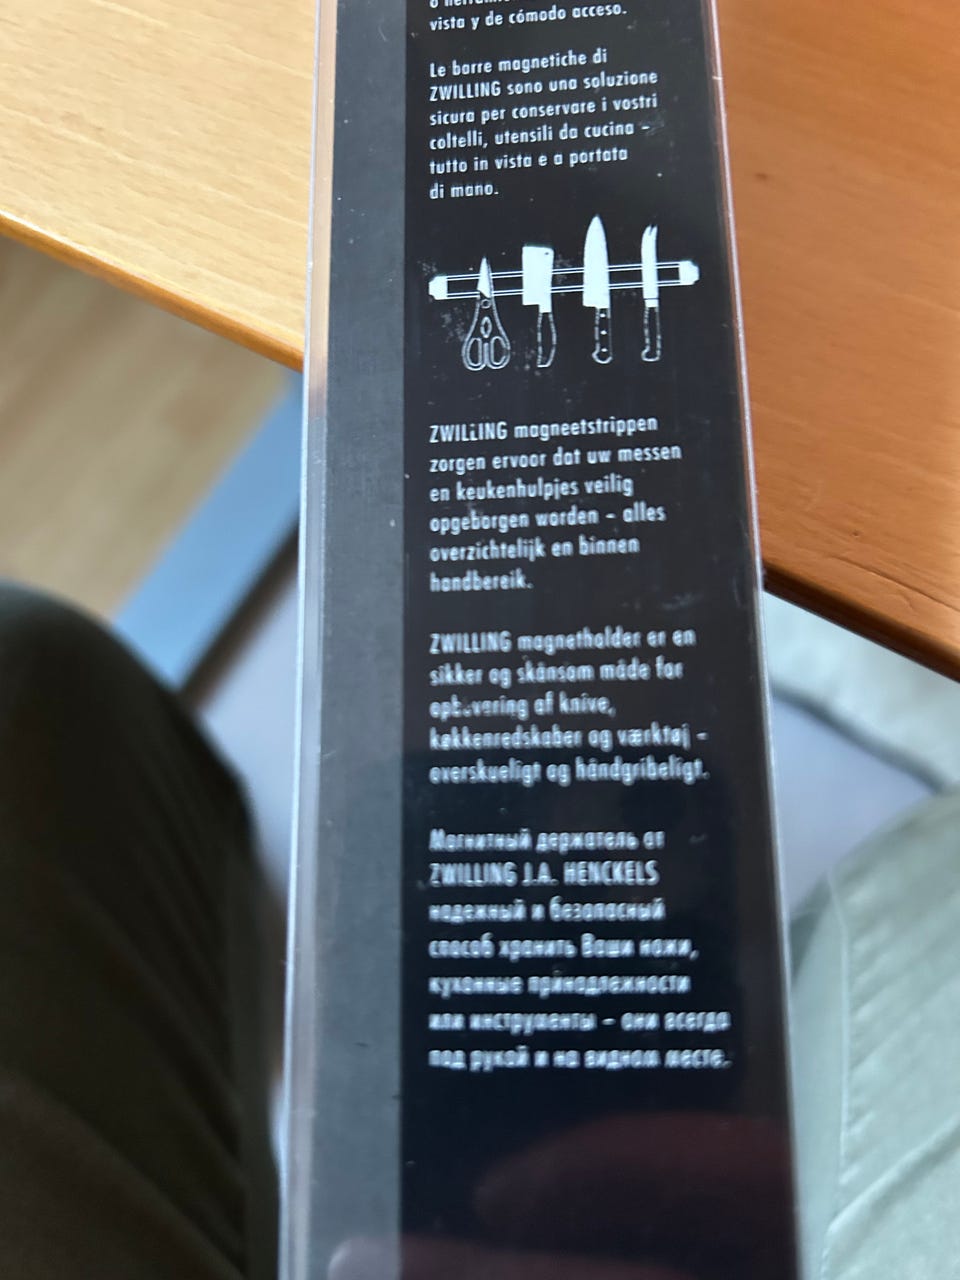 vista y de cómodo acceso.
Le barre magnetiche di
ZWILLING sono una soluzione
sicura per conservare i vostri
coltelli, utensili da cucina –
tutto in vista e a portata
di mano.
ZWILLING magneetstrippen
zorgen ervoor dat uw messen
en keukenhulpjes veilig
opgeborgen worden – alles
overzichtelijk en binnen
handbereik.
ZWILLING magnetholder er en
sikker og skånsom måde for
opbevaring af knive,
køkkenredskaber og værktøj –
overskueligt og håndgribeligt.
Магнитный держатель от
ZWILLING J.A. HENCKELS
надежный и безопасный
способ хранить Ваши ножи,
кухонные принадлежности
или инструменты – они всегда
под рукой и на видном месте.